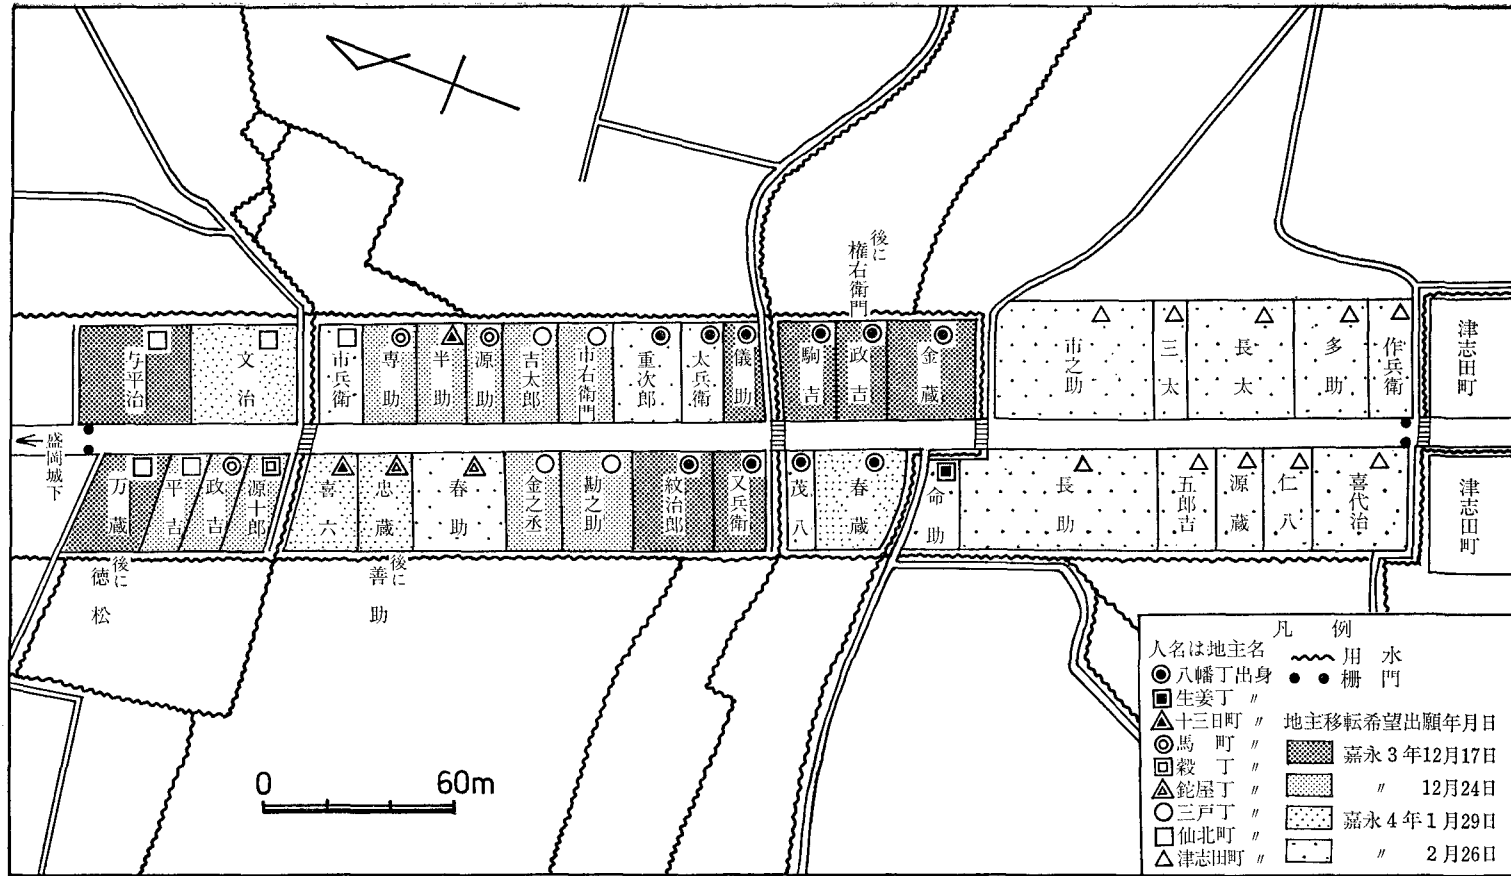 後に
権右衛門
与平治
文治
市兵衛
専助
半助
源助
吉太郎
市右衛門
重次郎
太兵衛
儀助
駒吉
政吉
金蔵
市之助
三太
長太
多助
作兵衛
津志田町
←盛岡城下
万蔵
平吉
政吉
源十郎
喜六
忠蔵
春助
金之丞
勘之助
紋治郎
又兵衛
茂八
春蔵
命助
長助
五郎吉
源蔵
仁八
喜代治
津志田町
後に
徳松
後に
善助
0 60m
凡例
人名は地主名
八幡丁出身
生姜丁 〃
十三日町 〃
馬町 〃
穀丁 〃
鉈屋丁 〃
三戸丁 〃
仙北町 〃
津志田町 〃
用水
柵門
地主移転希望出願年月日
嘉永3年12月17日
〃 12月24日
嘉永4年1月29日
〃 2月26日